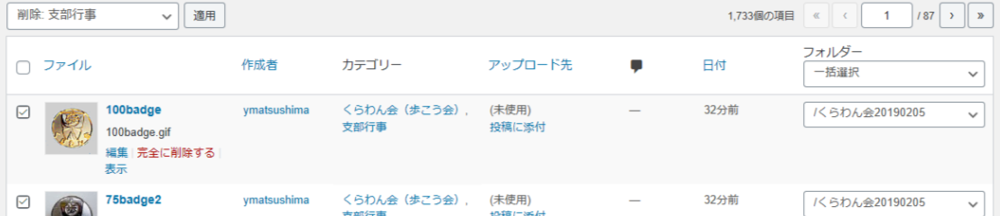 削除: 支部行事 適用 1,733個の項目 « ‹ 1 / 87 › »
ファイル 作成者 カテゴリー アップロード先 日付 フォルダー
一括選択
100badge ymatsushima くらわん会（歩こう会）, (未使用) — 32分前 /くらわん会20190205
100badge.gif 支部行事 投稿に添付
編集 | 完全に削除する |
表示
75badge2 ymatsushima くらわん会（歩こう会）, (未使用) — 32分前 /くらわん会20190205
支部行事 投稿に添付